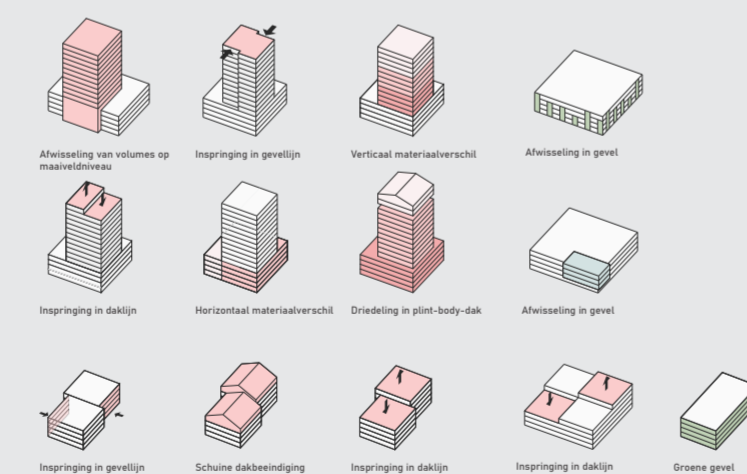 Afwisseling van volumes op
maaiveldniveau
Inspringing in gevellijn
Verticaal materiaalverschil
Afwisseling in gevel
Inspringing in daklijn
Horizontaal materiaalverschil
Driedeling in plint-body-dak
Afwisseling in gevel
Inspringing in gevellijn
Schuine dakbeeindiging
Inspringing in daklijn
Inspringing in daklijn
Groene gevel